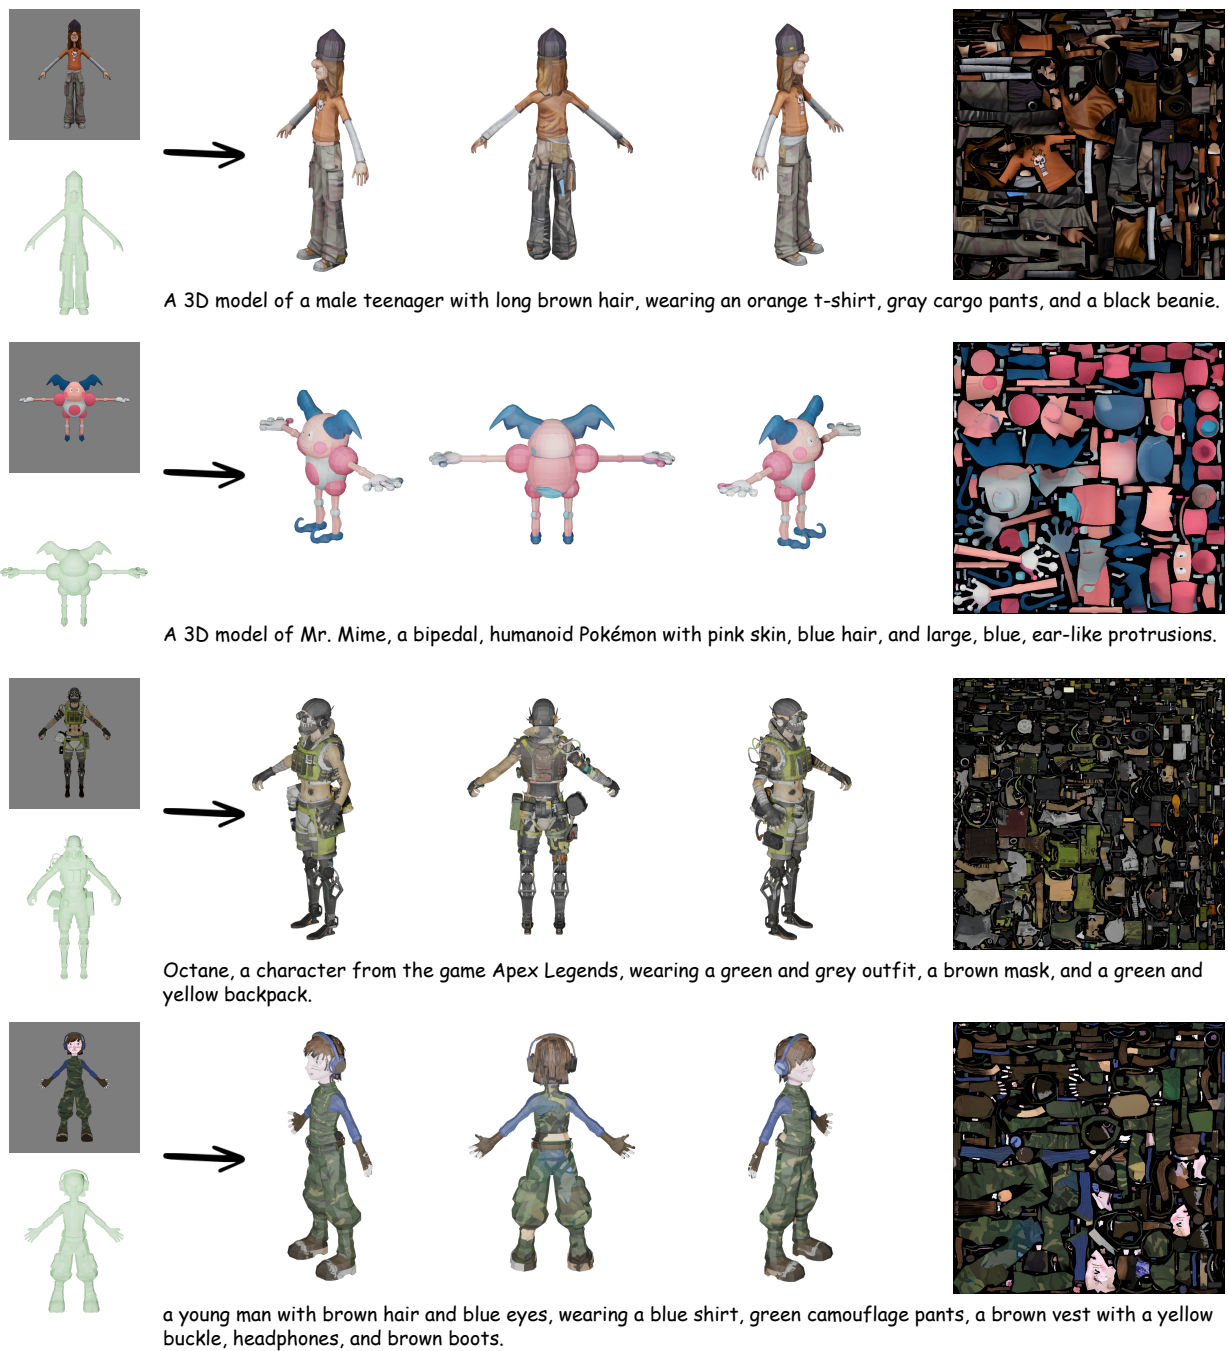 A 3D model of a male teenager with long brown hair, wearing an orange t-shirt, gray cargo pants, and a black beanie.
A 3D model of Mr. Mime, a bipedal, humanoid Pokémon with pink skin, blue hair, and large, blue, ear-like protrusions.
Octane, a character from the game Apex Legends, wearing a green and grey outfit, a brown mask, and a green and
yellow backpack.
a young man with brown hair and blue eyes, wearing a blue shirt, green camouflage pants, a brown vest with a yellow
buckle, headphones, and brown boots.